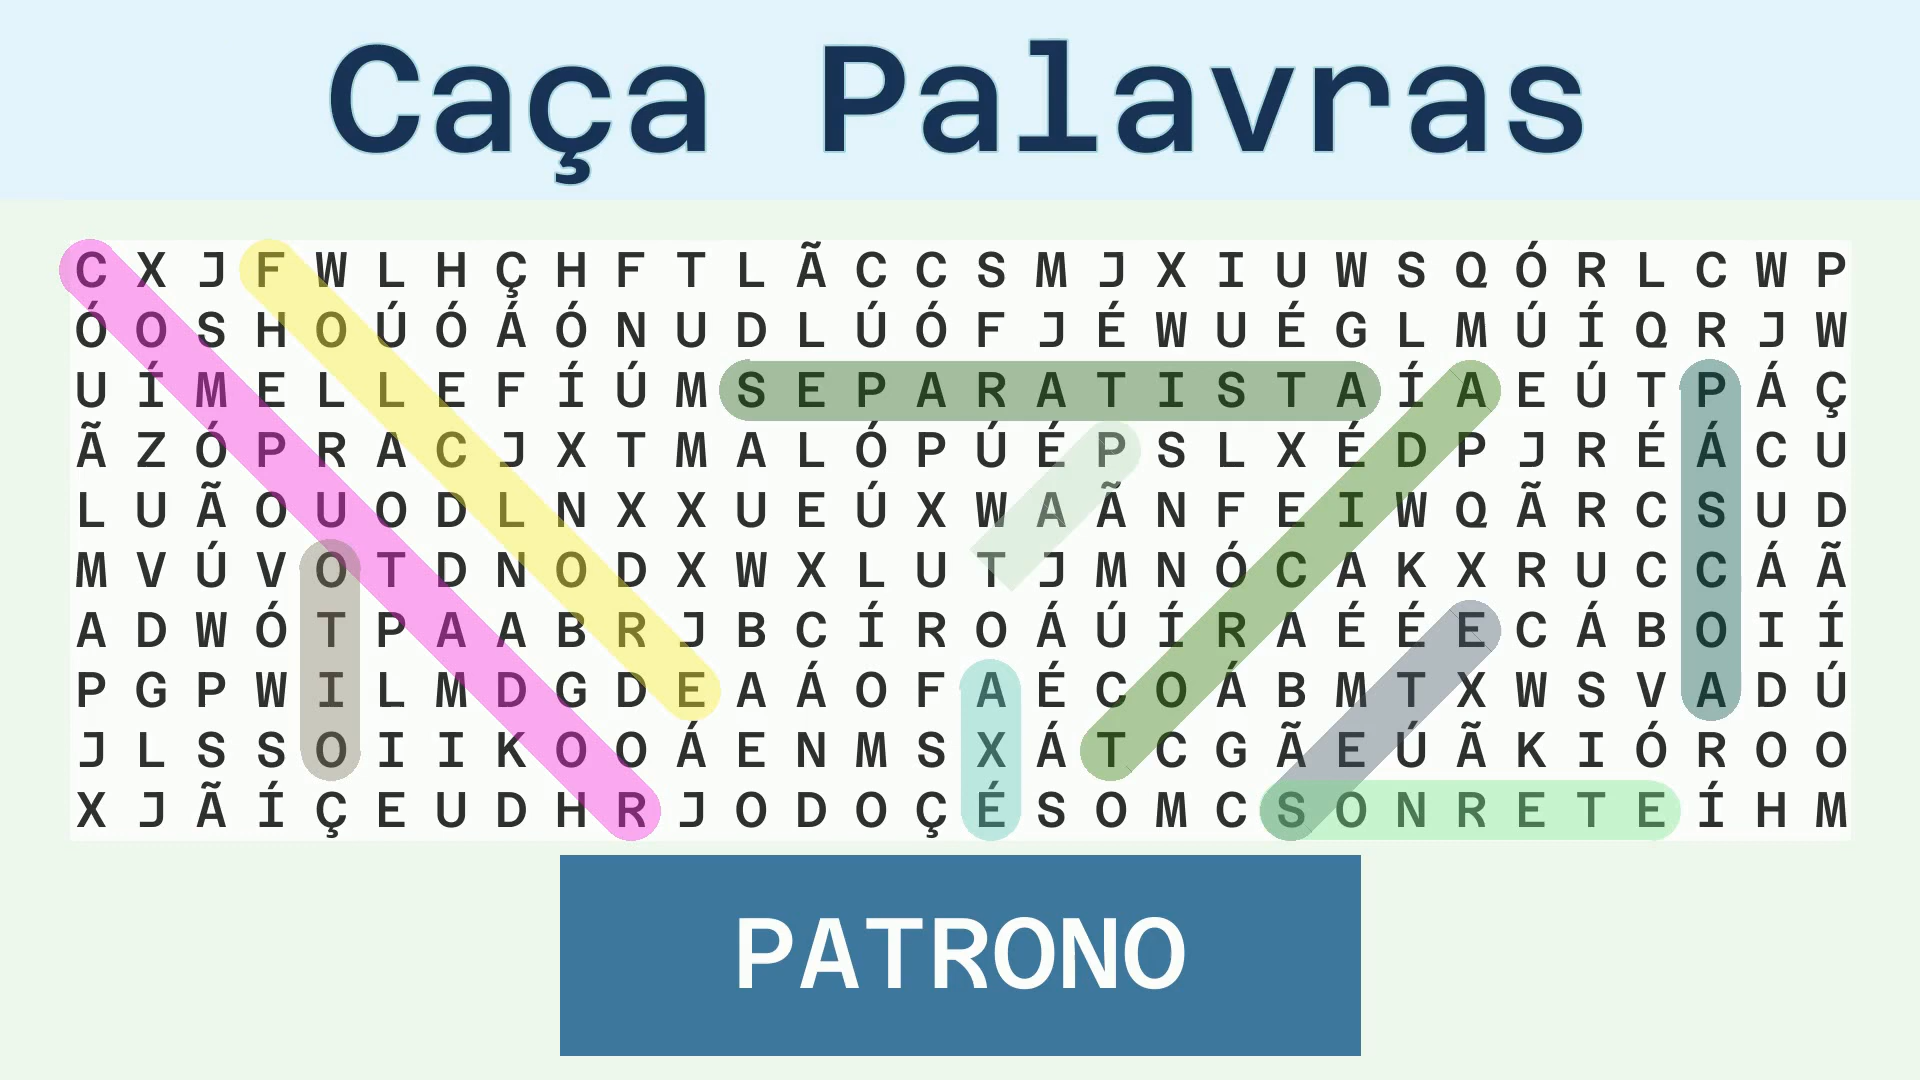 Caça Palavras
C X J F W L H Ç H F T L Ã C C S M J X I U W S Q Ó R L C W P
Ó O S H O Ú Ó Á Ó N U D L Ú Ó F J É W U É G L M Ú Í Q R J W
U Í M E L L E F Í Ú M S E P A R A T I S T A Í A E Ú T P Á Ç
Ã Z Ó P R A C J X T M A L Ó P Ú É P S L X É D P J R É Á C U
L U Ã O U O D L N X X U E Ú X W A Ã N F E I W Q Ã R C S U D
M V Ú V O T D N O D X W X L U T J M N Ó C A K X R U C C Á Ã
A D W Ó T P A A B R J B C Í R O Á Ú Í R A É É E C Á B O I Í
P G P W I L M D G D E A Á O F A É C O Á B M T X W S V A D Ú
J L S S O I I K O O Á E N M S X Á T C G Ã E Ú Ã K I Ó R O O
X J Ã Í Ç E U D H R J O D O Ç É S O M C S O N R E T E Í H M
PATRONO